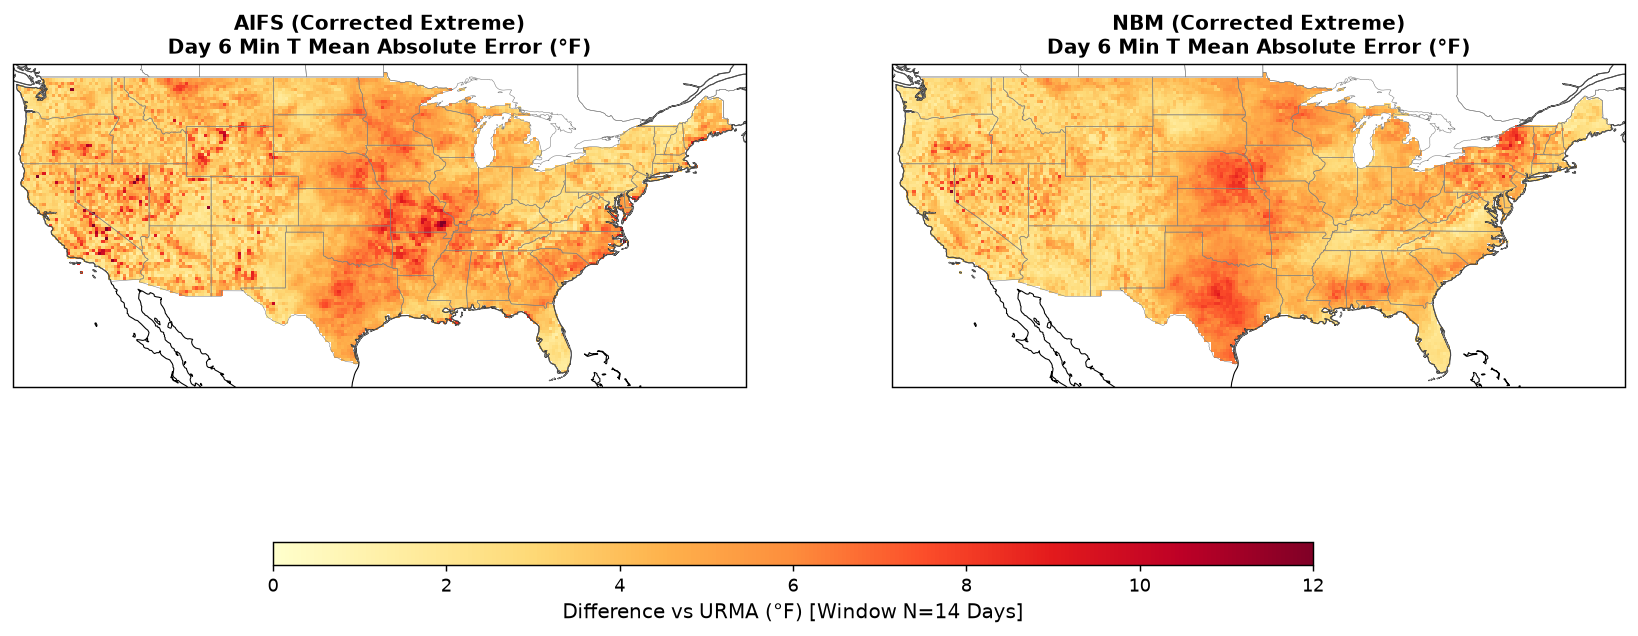 AIFS (Corrected Extreme)
Day 6 Min T Mean Absolute Error (°F)
NBM (Corrected Extreme)
Day 6 Min T Mean Absolute Error (°F)
0 2 4 6 8 10 12
Difference vs URMA (°F) [Window N=14 Days]